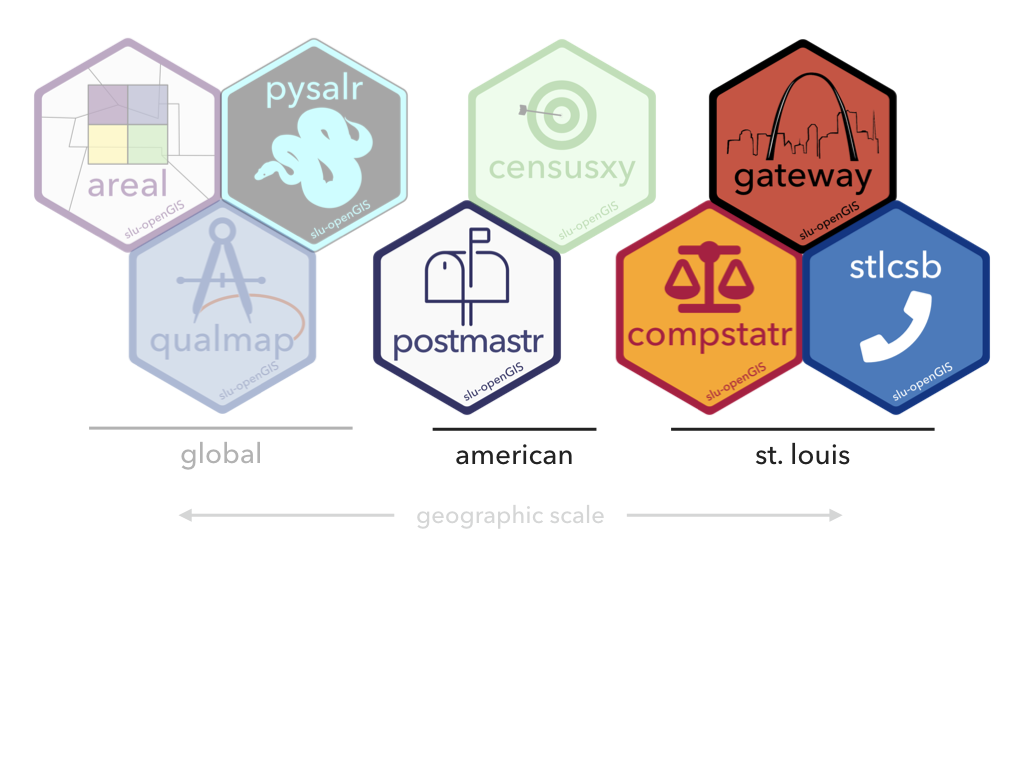 areal
slu-openGIS
pysalr
slu-openGIS
qualmap
slu-openGIS
censusxy
slu-openGIS
postmastr
slu-openGIS
gateway
slu-openGIS
compstatr
slu-openGIS
stlcsb
slu-openGIS
global
american
st. louis
geographic scale